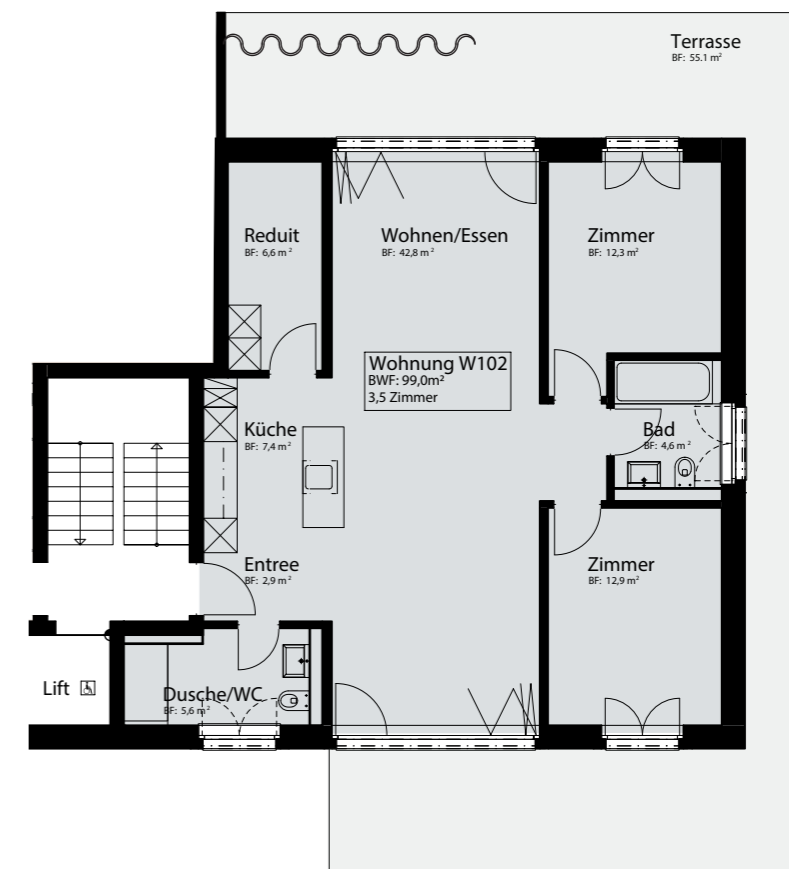 Terrasse
BF: 55.1 m²
Reduit
BF: 6,6 m²
Wohnen/Essen
BF: 42,8 m²
Zimmer
BF: 12,3 m²
Wohnung W102
BWF: 99,0m²
3,5 Zimmer
Küche
BF: 7,4 m²
Bad
BF: 4,6 m²
Entree
BF: 2,9 m²
Zimmer
BF: 12,9 m²
Lift
Dusche/WC
BF: 5,6 m²